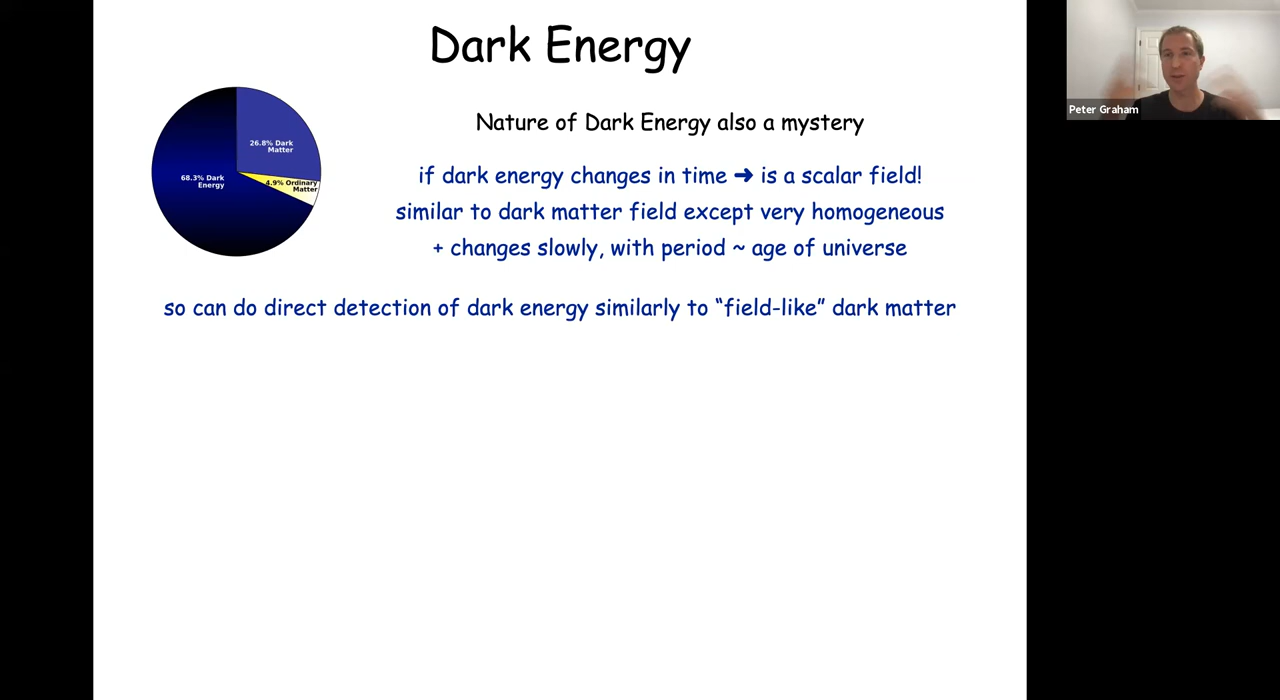 Dark Energy
Peter Graham
Nature of Dark Energy also a mystery
26.8% Dark
Matter
68.3% Dark
Energy
4.9% Ordinary
Matter
if dark energy changes in time ➜ is a scalar field!
similar to dark matter field except very homogeneous
+ changes slowly, with period ~ age of universe
so can do direct detection of dark energy similarly to “field-like” dark matter